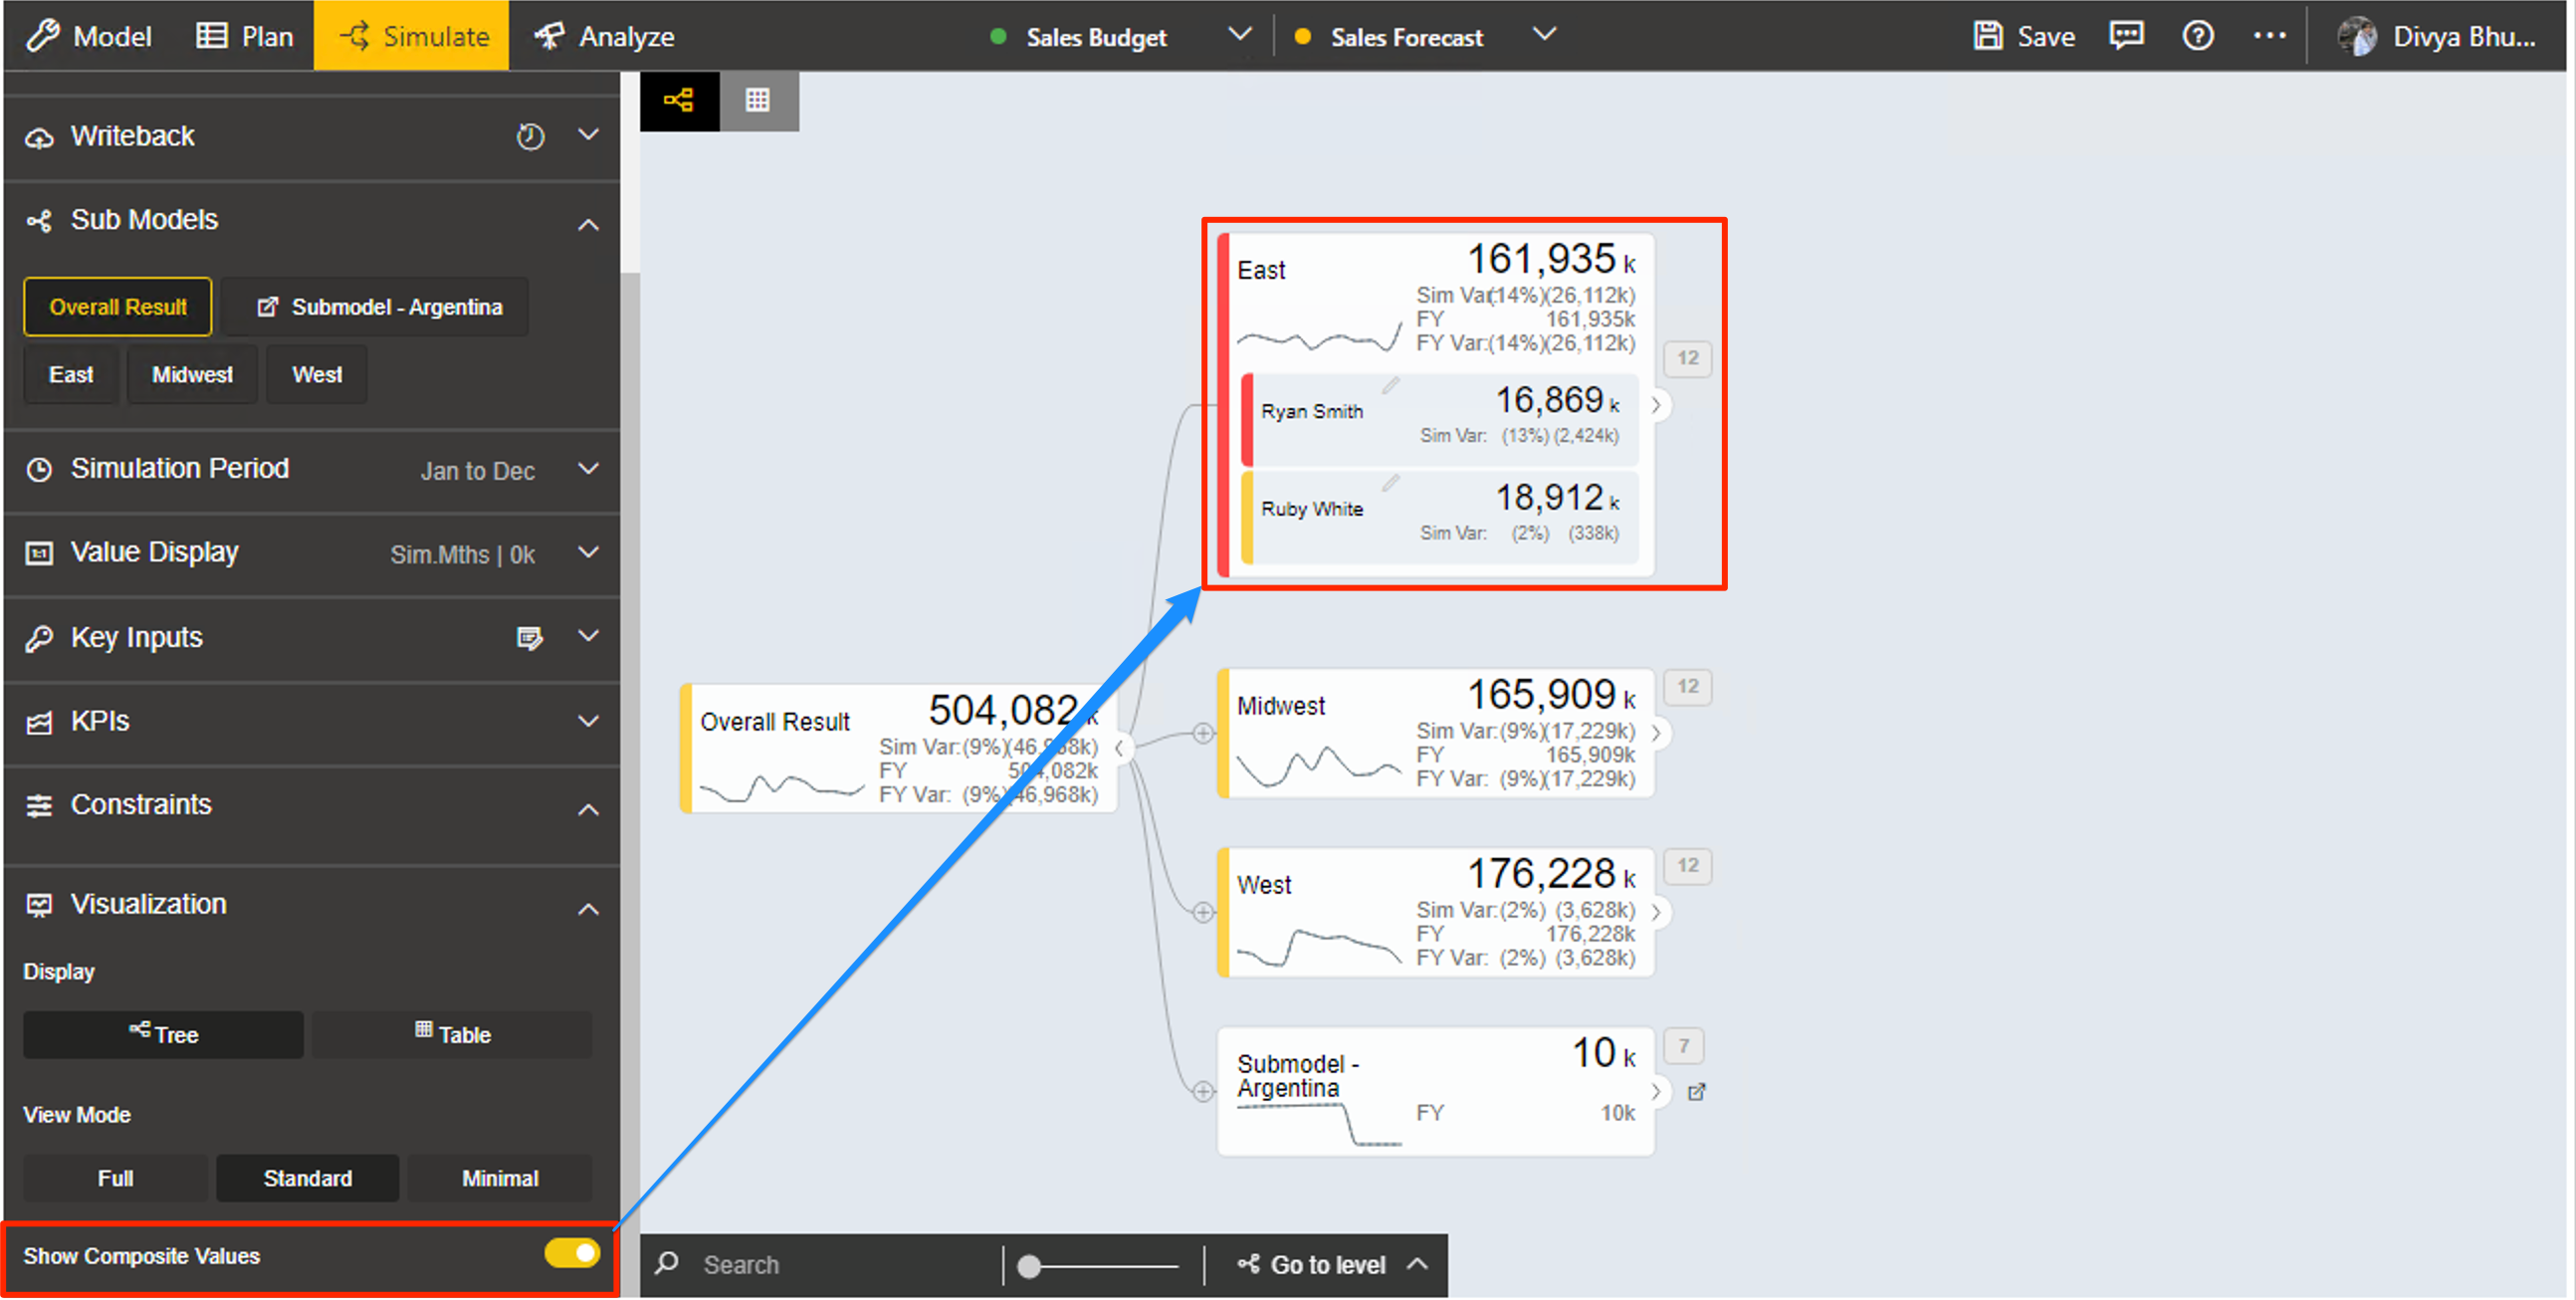 Model Plan Simulate Analyze Sales Budget Sales Forecast Save Divya Bhu...
Writeback
Sub Models
Overall Result Submodel - Argentina
East Midwest West
Simulation Period Jan to Dec
Value Display Sim.Mths | 0k
Key Inputs
KPIs
Constraints
Visualization
Display
Tree Table
View Mode
Full Standard Minimal
Show Composite Values
East 161,935 k
Sim Var:(14%)(26,112k)
FY 161,935k
FY Var:(14%)(26,112k)
12
Ryan Smith 16,869 k
Sim Var: (13%) (2,424k)
Ruby White 18,912 k
Sim Var: (2%) (338k)
Overall Result 504,082 k
Sim Var:(9%)(46,968k)
FY 504,082k
FY Var: (9%)(46,968k)
Midwest 165,909 k
Sim Var:(9%)(17,229k)
FY 165,909k
FY Var: (9%)(17,229k)
12
West 176,228 k
Sim Var:(2%) (3,628k)
FY 176,228k
FY Var: (2%) (3,628k)
12
Submodel - 10 k
Argentina
FY 10k
7
Search Go to level